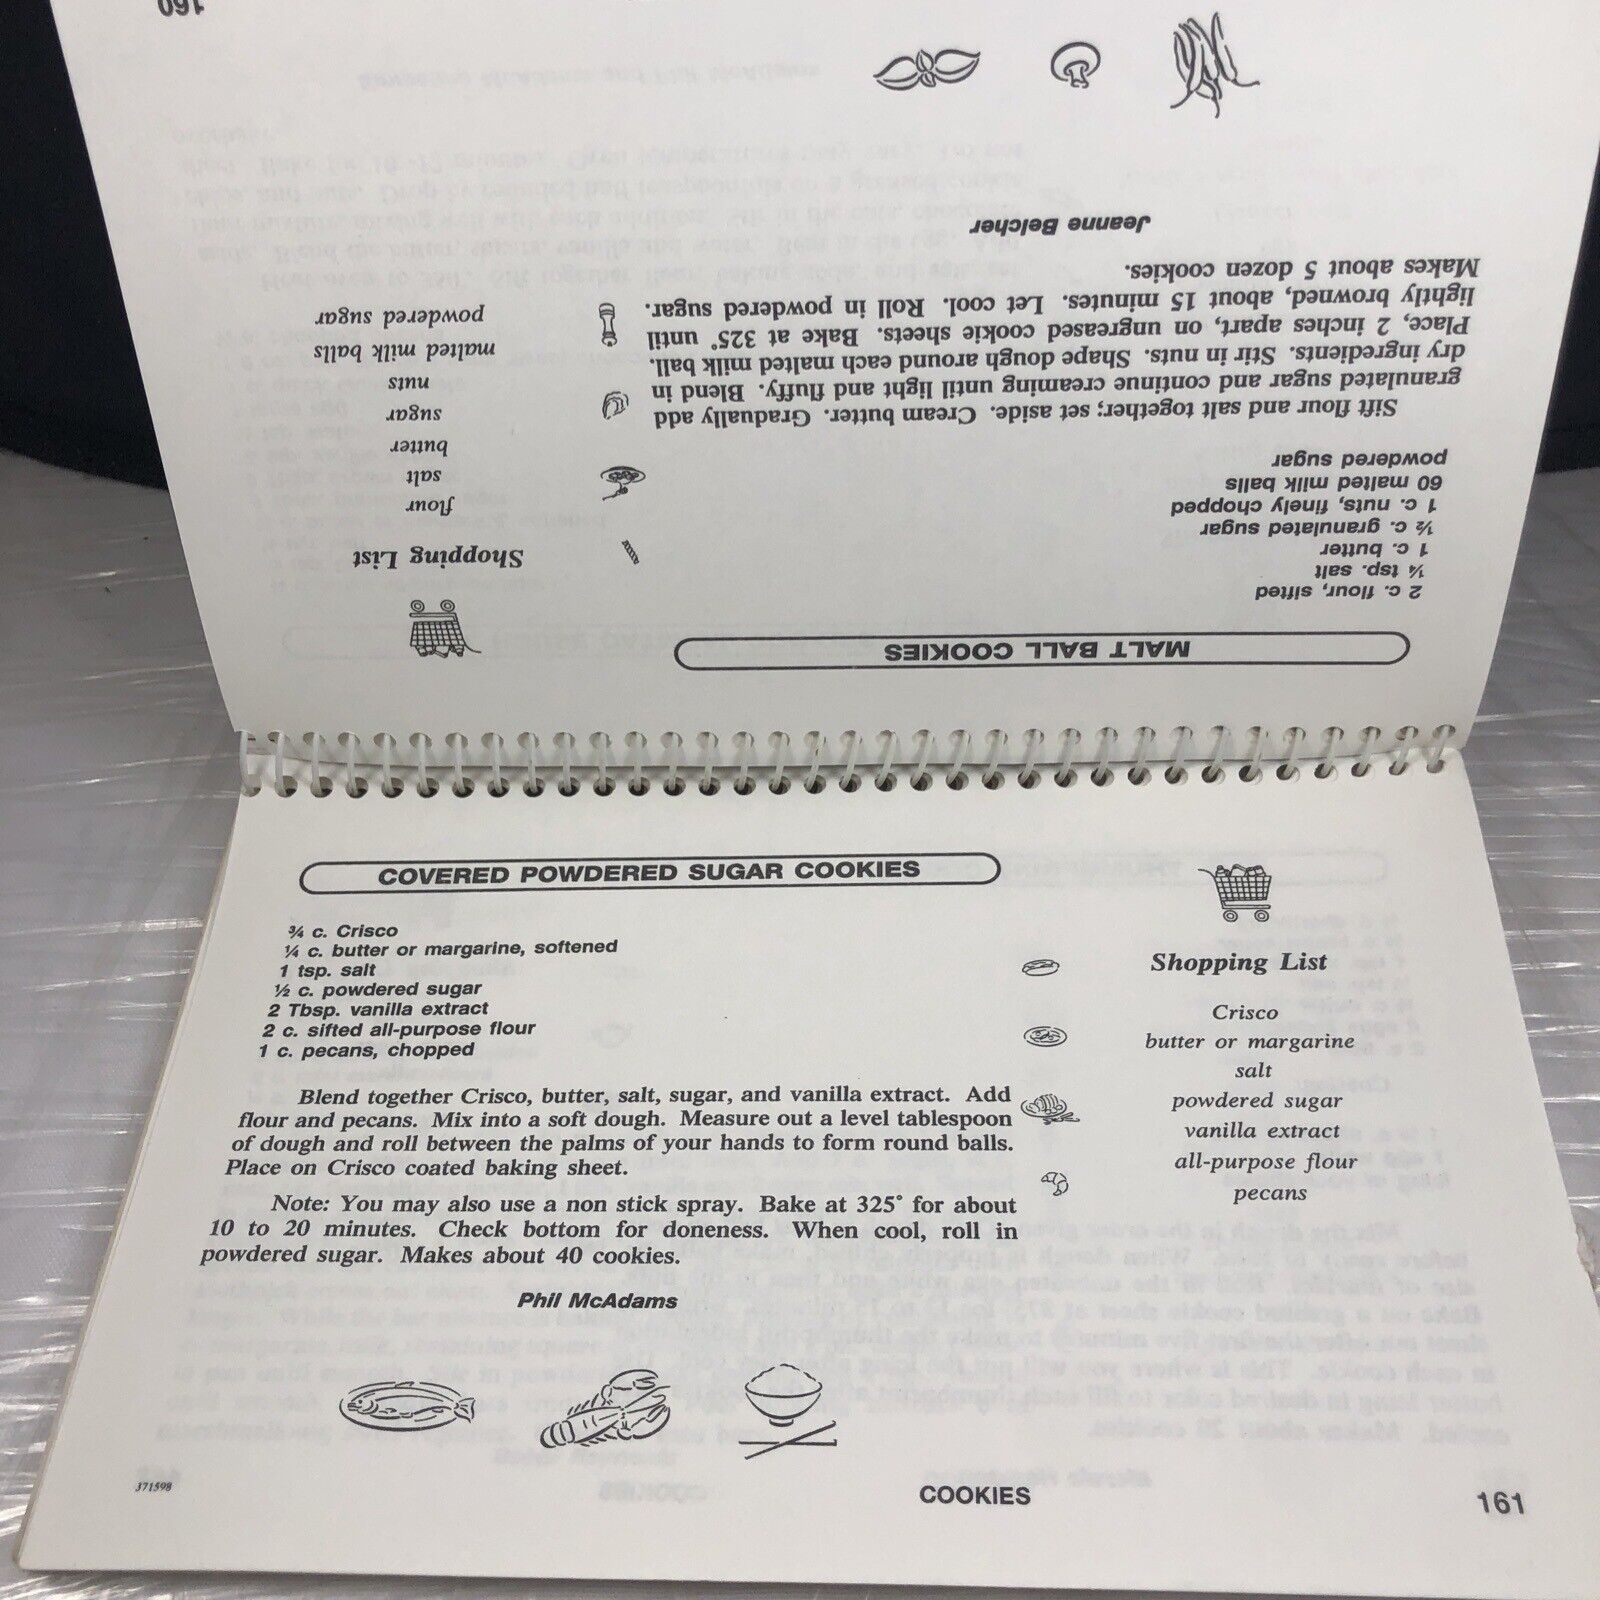 160
MALT BALL COOKIES
2 c. flour, sifted
¼ tsp. salt
1 c. butter
½ c. granulated sugar
1 c. nuts, finely chopped
60 malted milk balls
powdered sugar
Sift flour and salt together; set aside. Cream butter. Gradually add
granulated sugar and continue creaming until light and fluffy. Blend in
dry ingredients. Stir in nuts. Shape dough around each malted milk ball.
Place, 2 inches apart, on ungreased cookie sheets. Bake at 325° until
lightly browned, about 15 minutes. Let cool. Roll in powdered sugar.
Makes about 5 dozen cookies.
Jeanne Belcher
Shopping List
flour
salt
butter
sugar
nuts
malted milk balls
powdered sugar
COVERED POWDERED SUGAR COOKIES
¾ c. Crisco
¼ c. butter or margarine, softened
1 tsp. salt
½ c. powdered sugar
2 Tbsp. vanilla extract
2 c. sifted all-purpose flour
1 c. pecans, chopped
Blend together Crisco, butter, salt, sugar, and vanilla extract. Add
flour and pecans. Mix into a soft dough. Measure out a level tablespoon
of dough and roll between the palms of your hands to form round balls.
Place on Crisco coated baking sheet.
Note: You may also use a non stick spray. Bake at 325° for about
10 to 20 minutes. Check bottom for doneness. When cool, roll in
powdered sugar. Makes about 40 cookies.
Phil McAdams
Shopping List
Crisco
butter or margarine
salt
powdered sugar
vanilla extract
all-purpose flour
pecans
371598
COOKIES
161